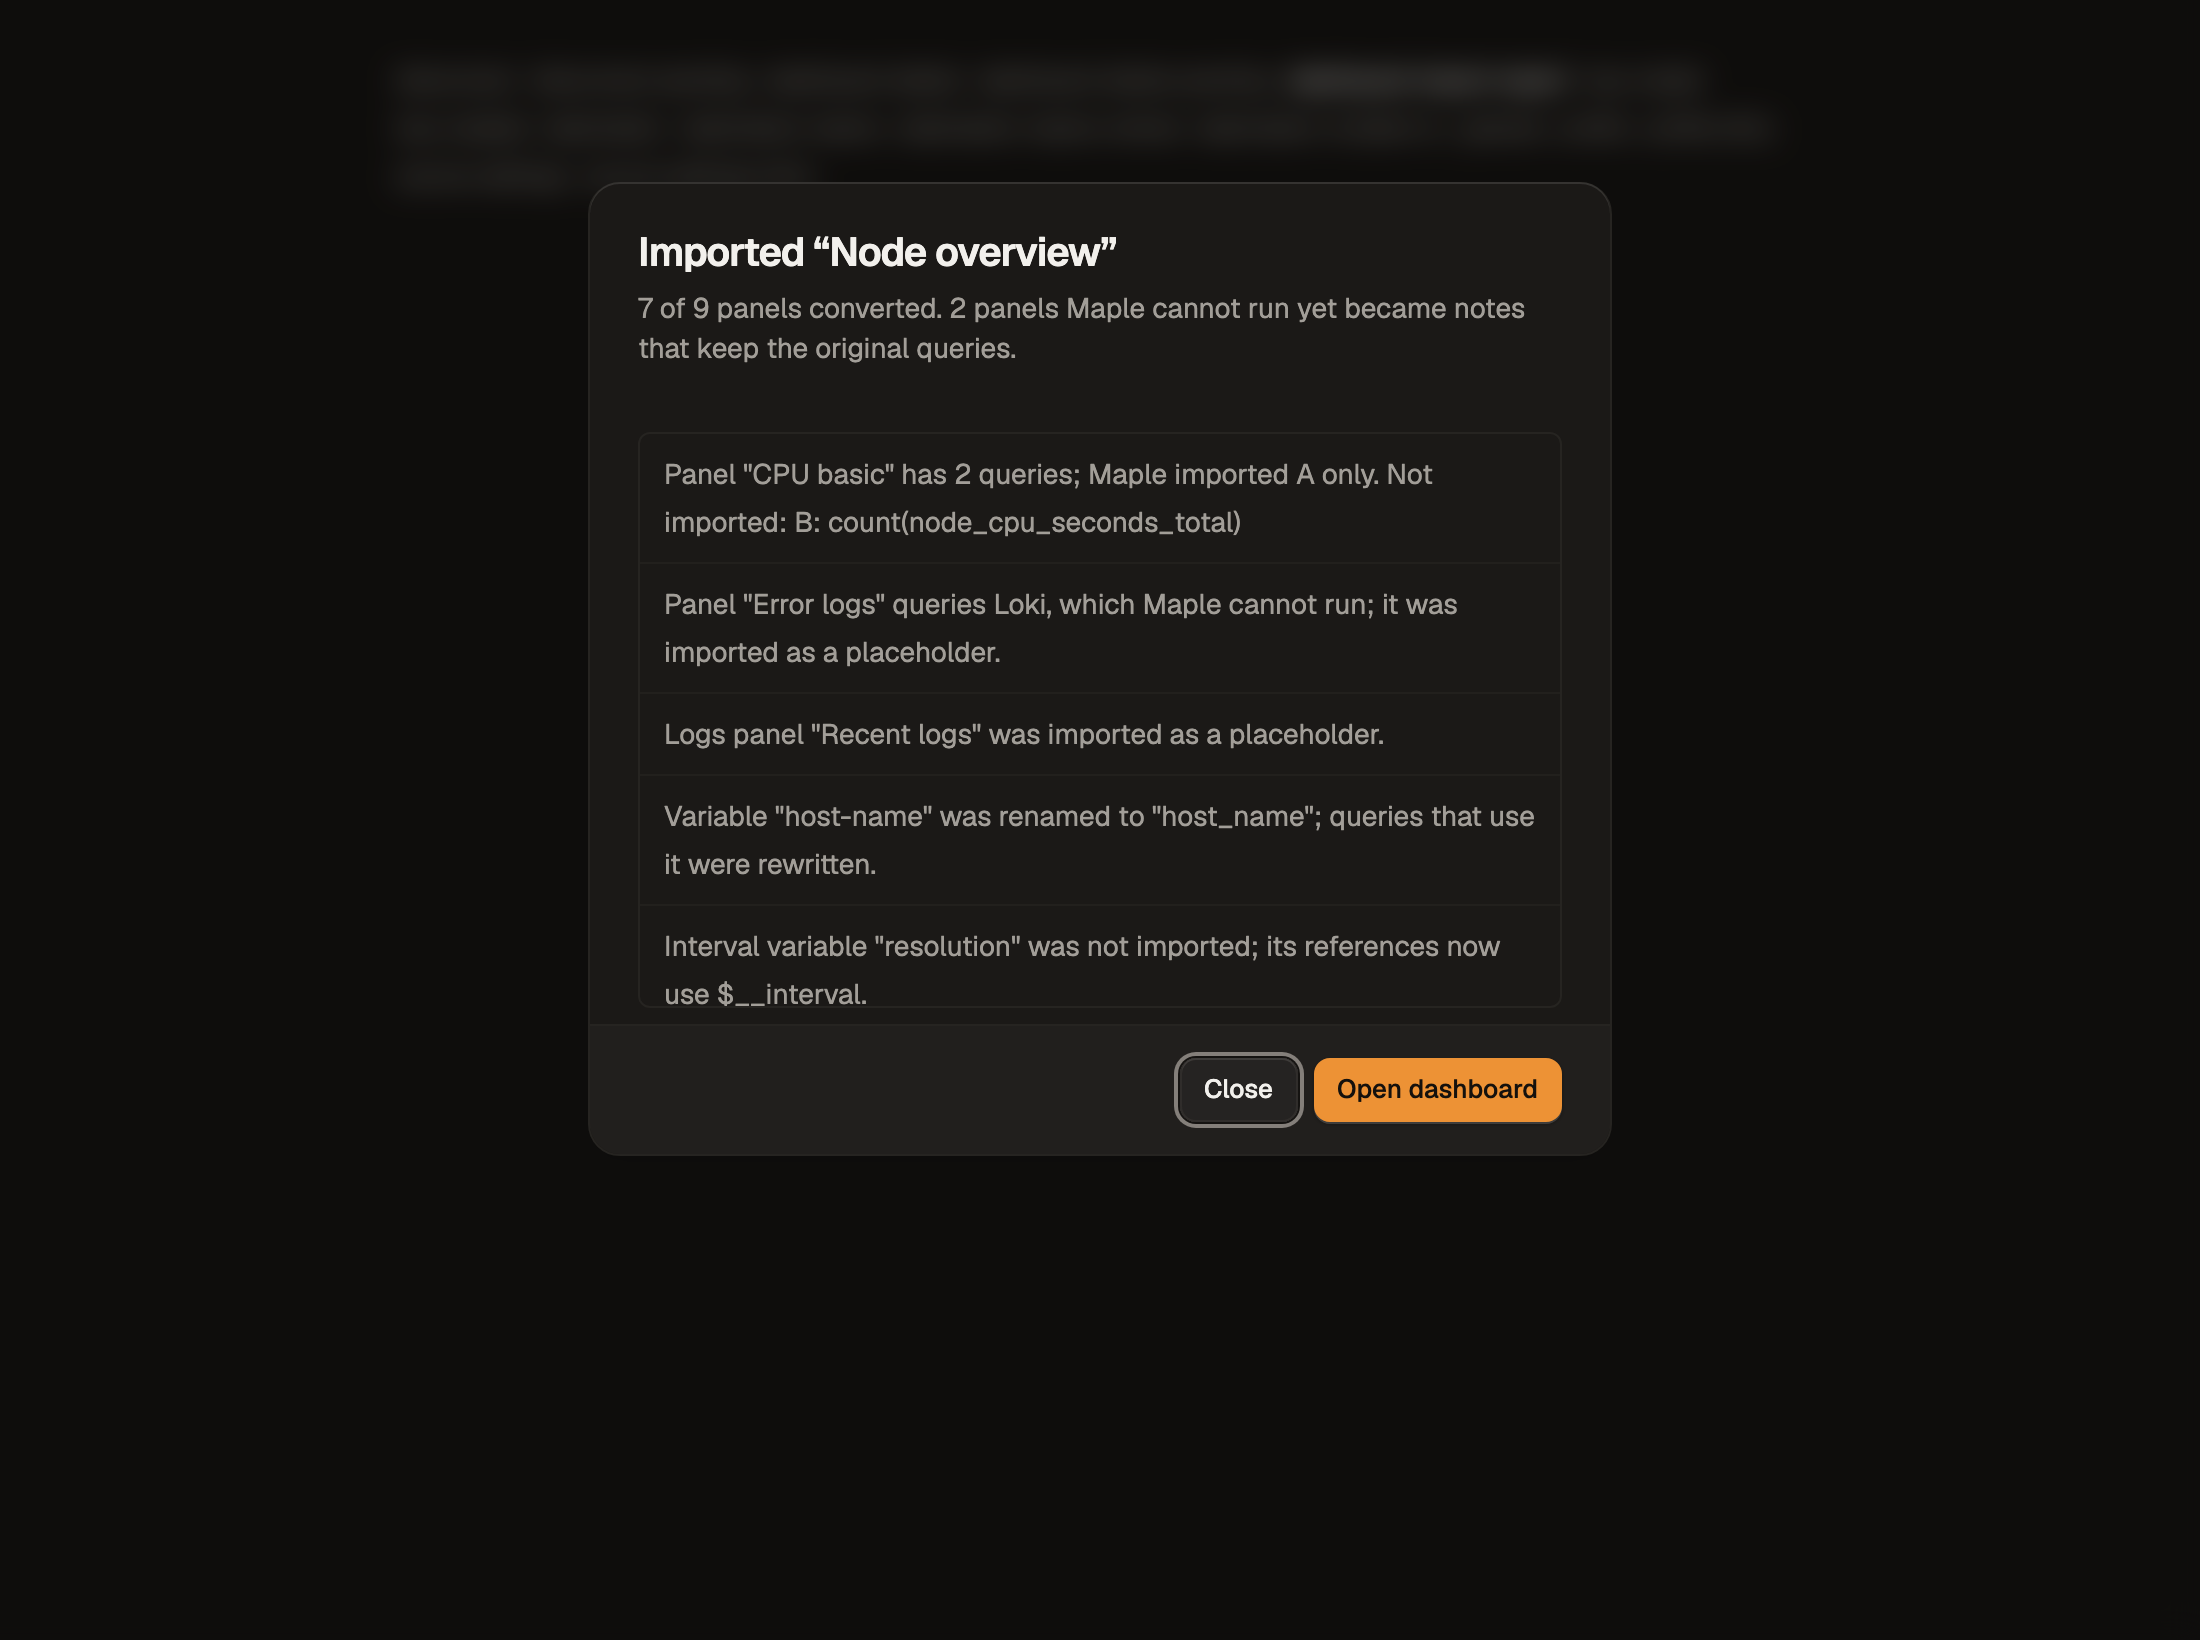 Imported “Node overview”
7 of 9 panels converted. 2 panels Maple cannot run yet became notes
that keep the original queries.
Panel "CPU basic" has 2 queries; Maple imported A only. Not
imported: B: count(node_cpu_seconds_total)
Panel "Error logs" queries Loki, which Maple cannot run; it was
imported as a placeholder.
Logs panel "Recent logs" was imported as a placeholder.
Variable "host-name" was renamed to "host_name"; queries that use
it were rewritten.
Interval variable "resolution" was not imported; its references now
use $__interval.
Close
Open dashboard